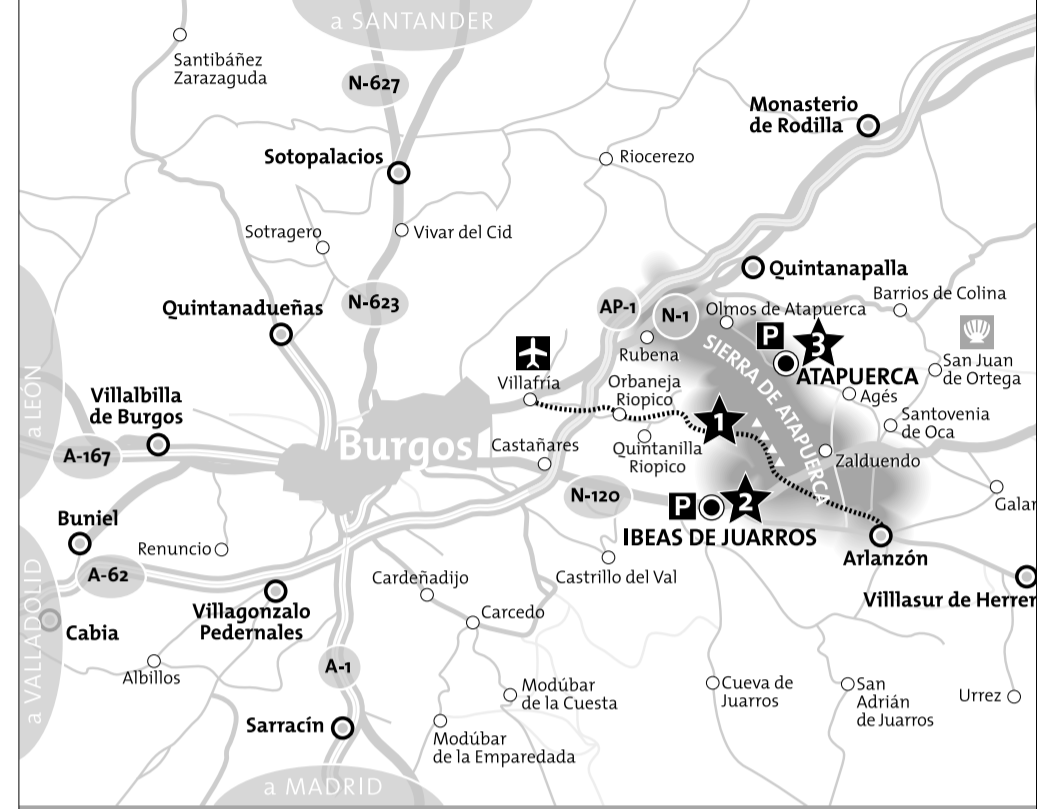 a SANTANDER
Santibáñez
Zarazaguda
N-627
Monasterio
de Rodilla
Sotopalacios
Riocerezo
Sotragero
Vivar del Cid
Quintanapalla
Quintanadueñas
N-623
AP-1
N-1
Olmos de Atapuerca
Barrios de Colina
P
3
Rubena
SIERRA DE ATAPUERCA
ATAPUERCA
San Juan
de Ortega
Villafría
Orbaneja
Riopico
Agés
a LEÓN
Villalbilla
de Burgos
1
Santovenia
de Oca
Burgos
Castañares
Quintanilla
Riopico
Zalduendo
A-167
N-120
P
2
Galar
Buniel
IBEAS DE JUARROS
Renuncio
Arlanzón
A-62
Cardeñadijo
Castrillo del Val
Villlasur de Herrer
Villagonzalo
Pedernales
Carcedo
Cabia
a VALLADOLID
Albillos
A-1
Modúbar
de la Cuesta
Cueva de
Juarros
San
Adrián
de Juarros
Urrez
Sarracín
Modúbar
de la Emparedada
a MADRID